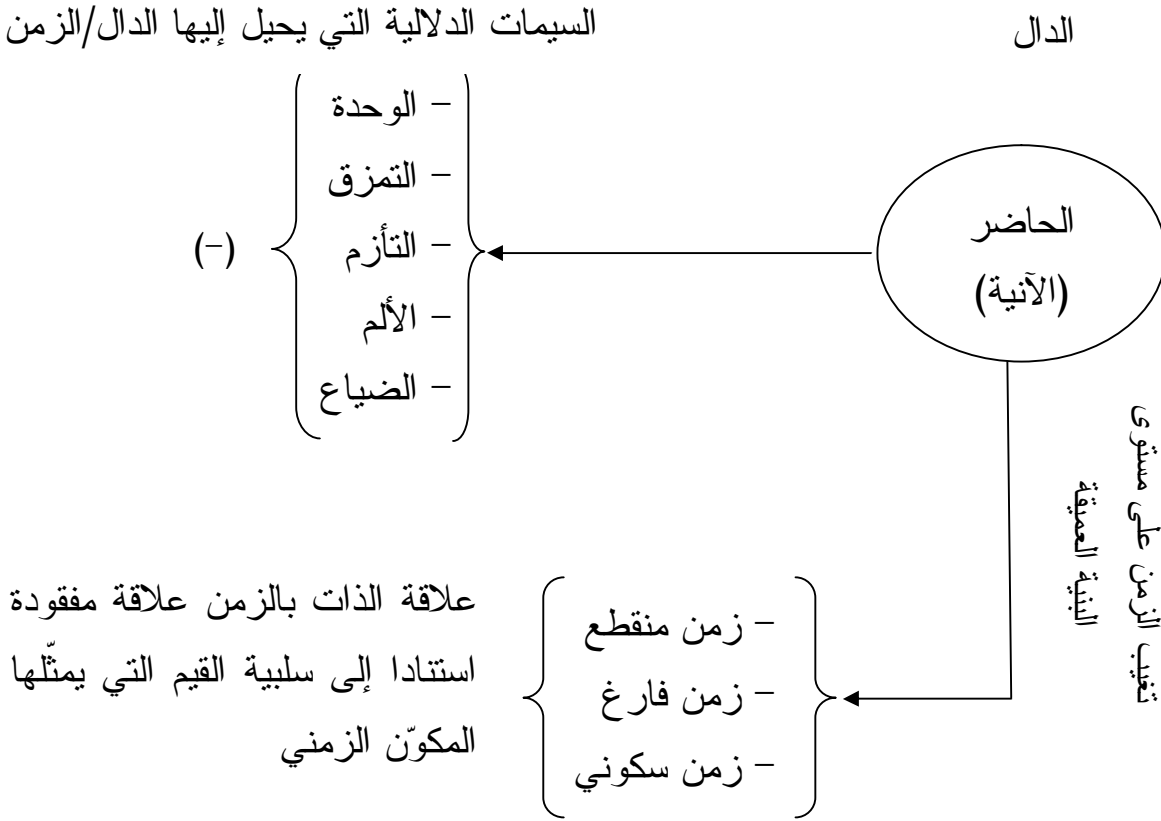 الدال
السيمات الدلالية التي يحيل إليها الدال/الزمن
الحاضر
(الآنية)
– الوحدة
– التمزق
– التأزم
– الألم
– الضياع
(–)
تغيب الزمن على مستوى
البنية العميقة
– زمن منقطع
– زمن فارغ
– زمن سكوني
علاقة الذات بالزمن علاقة مفقودة
استنادا إلى سلبية القيم التي يمثّلها
المكوّن الزمني